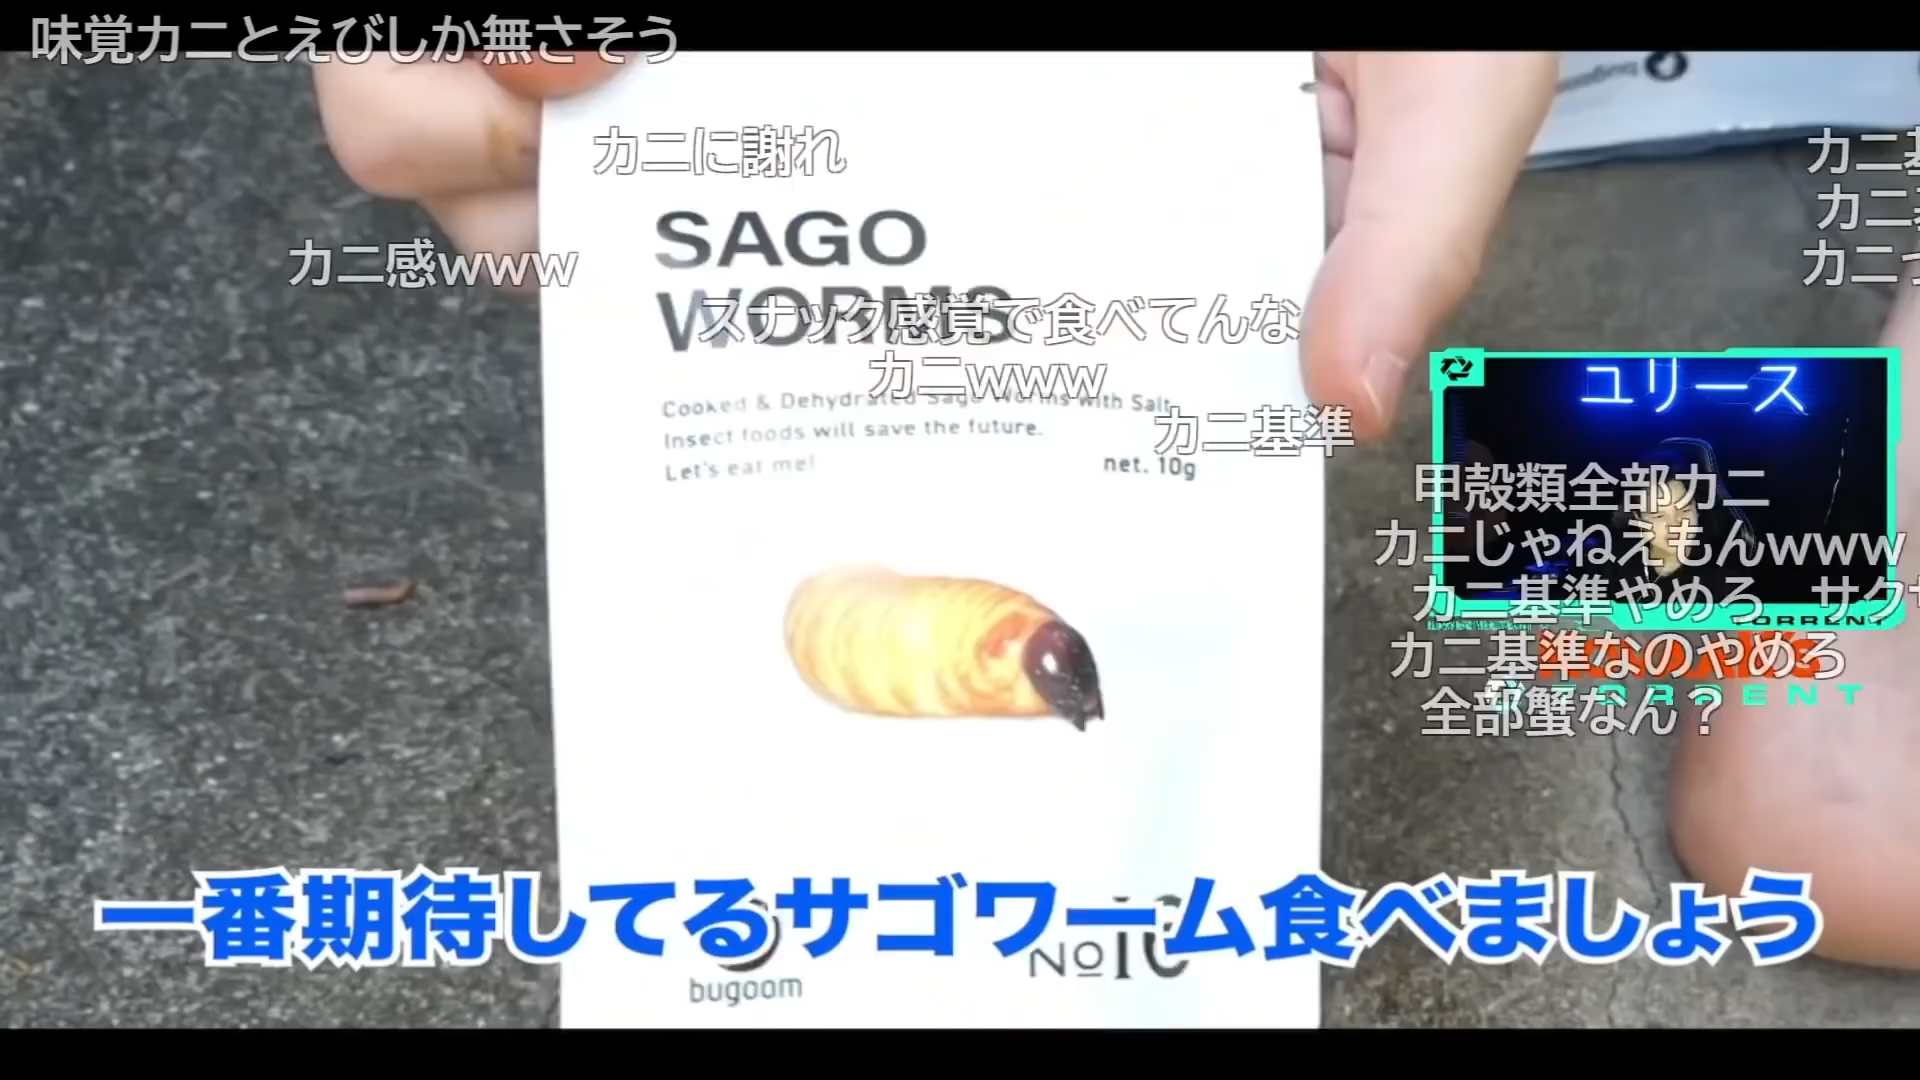 味覚カニとえびしか無さそう
カニに謝れ
カニ感www
SAGO
WORMS
スナック感覚で食べてんな
カニwww
カニ基準
Cooked & Dehydrated Sago Worms with Salt
Insect foods will save the future.
Let's eat me!
net. 10g
ユリース
甲殻類全部カニ
カニじゃねえもんwww
カニ基準やめろ
サクサ
カニ基準なのやめろ
全部蟹なん？
TORRENT
一番期待してるサゴワーム食べましょう
bugoom